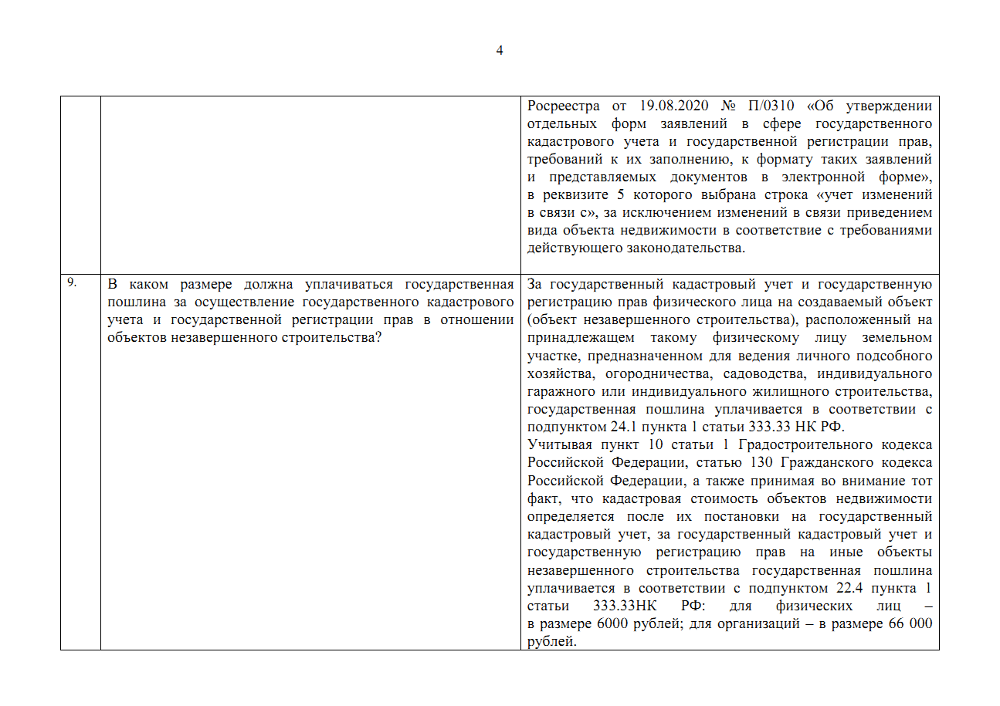 4
Росреестра от 19.08.2020 № П/0310 «Об утверждении
отдельных форм заявлений в сфере государственного
кадастрового учета и государственной регистрации прав,
требований к их заполнению, к формату таких заявлений
и представляемых документов в электронной форме»,
в реквизите 5 которого выбрана строка «учет изменений
в связи с», за исключением изменений в связи приведением
вида объекта недвижимости в соответствие с требованиями
действующего законодательства.
9.
В каком размере должна уплачиваться государственная
пошлина за осуществление государственного кадастрового
учета и государственной регистрации прав в отношении
объектов незавершенного строительства?
За государственный кадастровый учет и государственную
регистрацию прав физического лица на создаваемый объект
(объект незавершенного строительства), расположенный на
принадлежащем такому физическому лицу земельном
участке, предназначенном для ведения личного подсобного
хозяйства, огородничества, садоводства, индивидуального
гаражного или индивидуального жилищного строительства,
государственная пошлина уплачивается в соответствии с
подпунктом 24.1 пункта 1 статьи 333.33 НК РФ.
Учитывая пункт 10 статьи 1 Градостроительного кодекса
Российской Федерации, статью 130 Гражданского кодекса
Российской Федерации, а также принимая во внимание тот
факт, что кадастровая стоимость объектов недвижимости
определяется после их постановки на государственный
кадастровый учет, за государственный кадастровый учет и
государственную регистрацию прав на иные объекты
незавершенного строительства государственная пошлина
уплачивается в соответствии с подпунктом 22.4 пункта 1
статьи 333.33НК РФ: для физических лиц –
в размере 6000 рублей; для организаций – в размере 66 000
рублей.